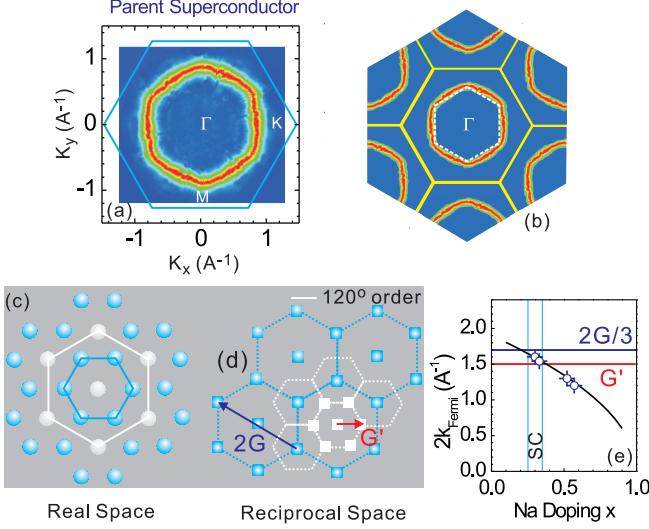 Parent Superconductor
1
0
-1
K_y (A⁻¹)
Γ
K
M
(a)
-1 0 1
K_x (A⁻¹)
Γ
(b)
(c)
Real Space
120° order
(d)
2G
G'
Reciprocal Space
2.0
1.5
1.0
0.5
0.0
2k_Fermi (A⁻¹)
2G/3
G'
SC
(e)
0.0 0.5 1.0
Na Doping x